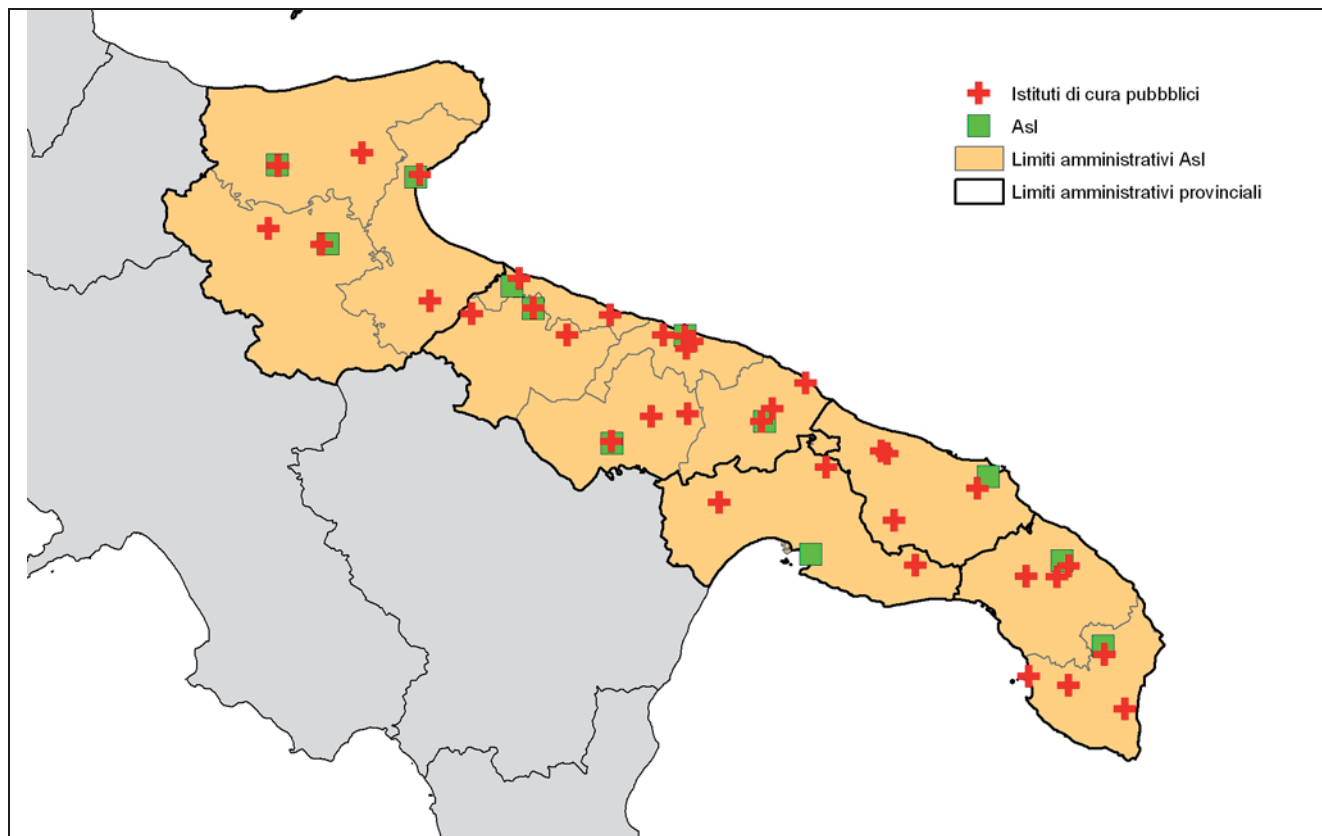 Istituti di cura pubbblici
Asl
Limiti amministrativi Asl
Limiti amministrativi provinciali